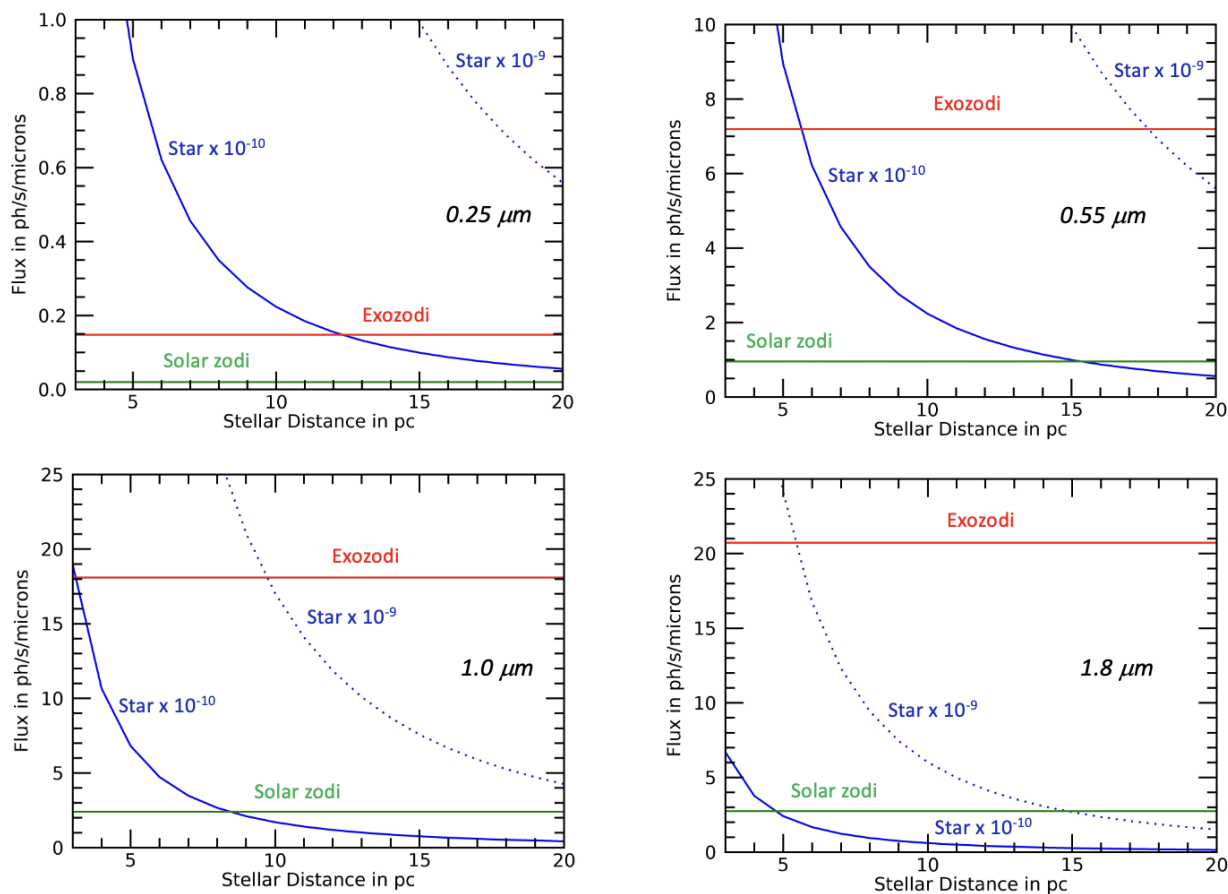 1.0
0.8
0.6
0.4
0.2
0.0
Flux in ph/s/microns
Star x 10⁻⁹
Star x 10⁻¹⁰
0.25 μm
Exozodi
Solar zodi
5 10 15 20
Stellar Distance in pc
10
8
6
4
2
0
Flux in ph/s/microns
Star x 10⁻⁹
Exozodi
Star x 10⁻¹⁰
0.55 μm
Solar zodi
5 10 15 20
Stellar Distance in pc
25
20
15
10
5
0
Flux in ph/s/microns
Exozodi
Star x 10⁻⁹
1.0 μm
Star x 10⁻¹⁰
Solar zodi
5 10 15 20
Stellar Distance in pc
25
20
15
10
5
0
Flux in ph/s/microns
Exozodi
1.8 μm
Star x 10⁻⁹
Solar zodi
Star x 10⁻¹⁰
5 10 15 20
Stellar Distance in pc